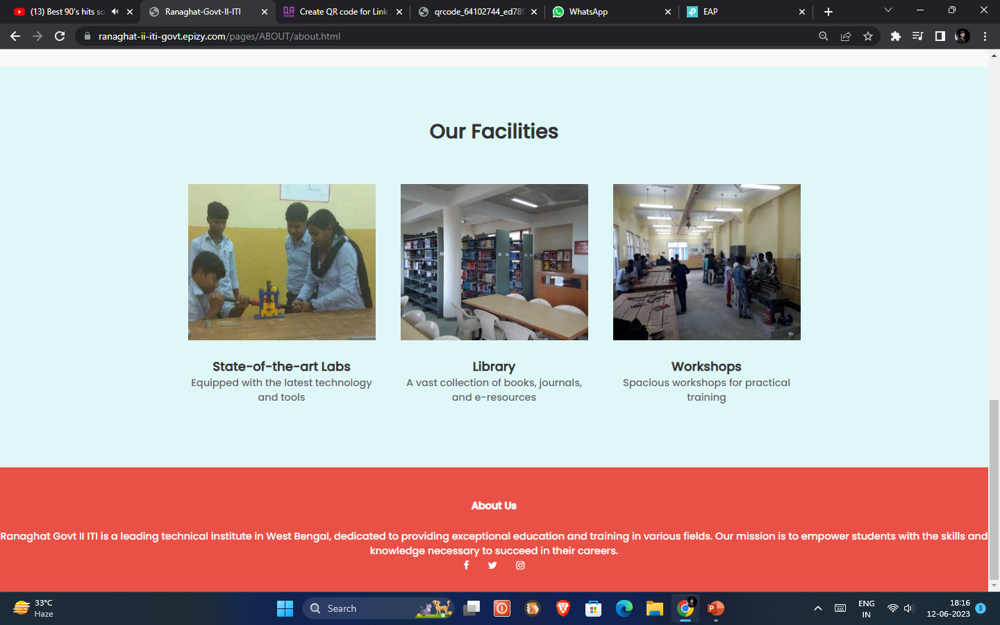 (13) Best 90's hits so
Ranaghat-Govt-II-ITI
Create QR code for Link
qrcode_64102744_ed789
WhatsApp
EAP
ranaghat-ii-iti-govt.epizy.com/pages/ABOUT/about.html
Our Facilities
State-of-the-art Labs
Equipped with the latest technology
and tools
Library
A vast collection of books, journals,
and e-resources
Workshops
Spacious workshops for practical
training
About Us
Ranaghat Govt II ITI is a leading technical institute in West Bengal, dedicated to providing exceptional education and training in various fields. Our mission is to empower students with the skills and
knowledge necessary to succeed in their careers.
33°C
Haze
Search
ENG
IN
18:16
12-06-2023
3